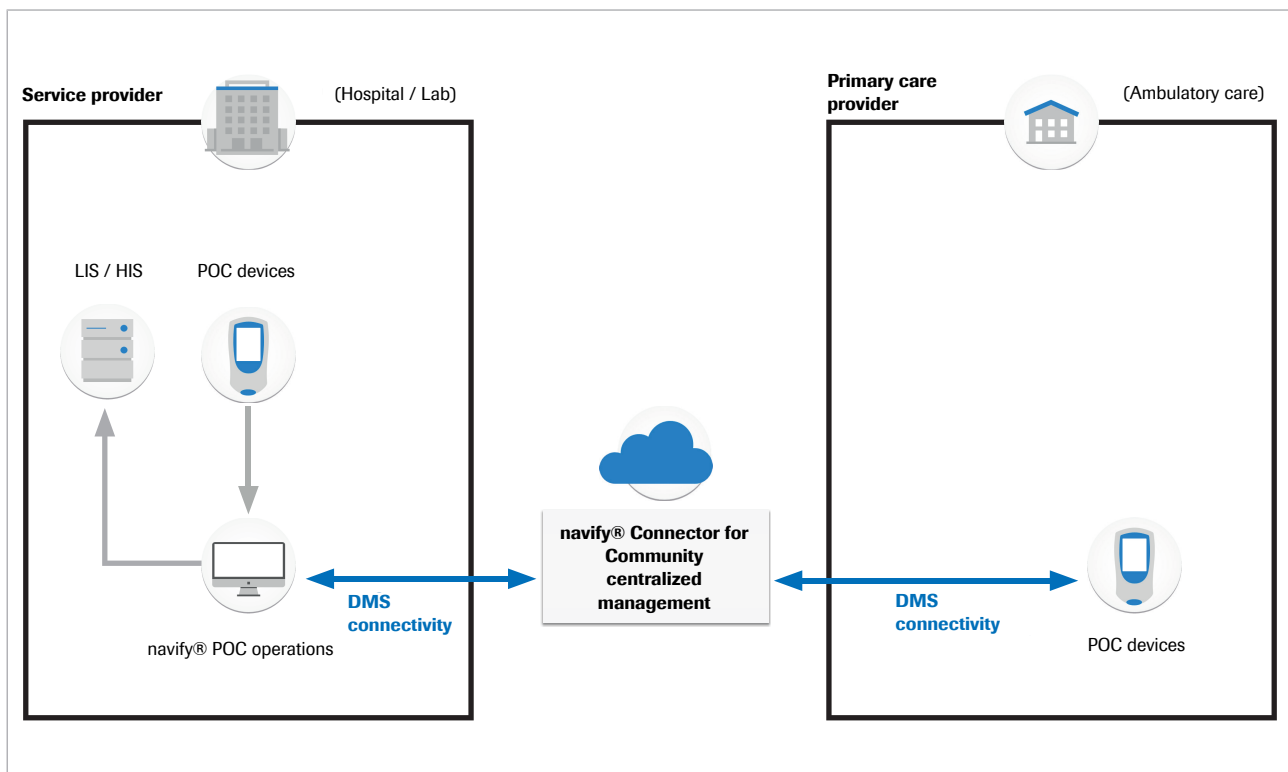 Service provider
(Hospital / Lab)
Primary care
provider
(Ambulatory care)
LIS / HIS
POC devices
navify® Connector for
Community
centralized
management
DMS
connectivity
navify® POC operations
DMS
connectivity
POC devices